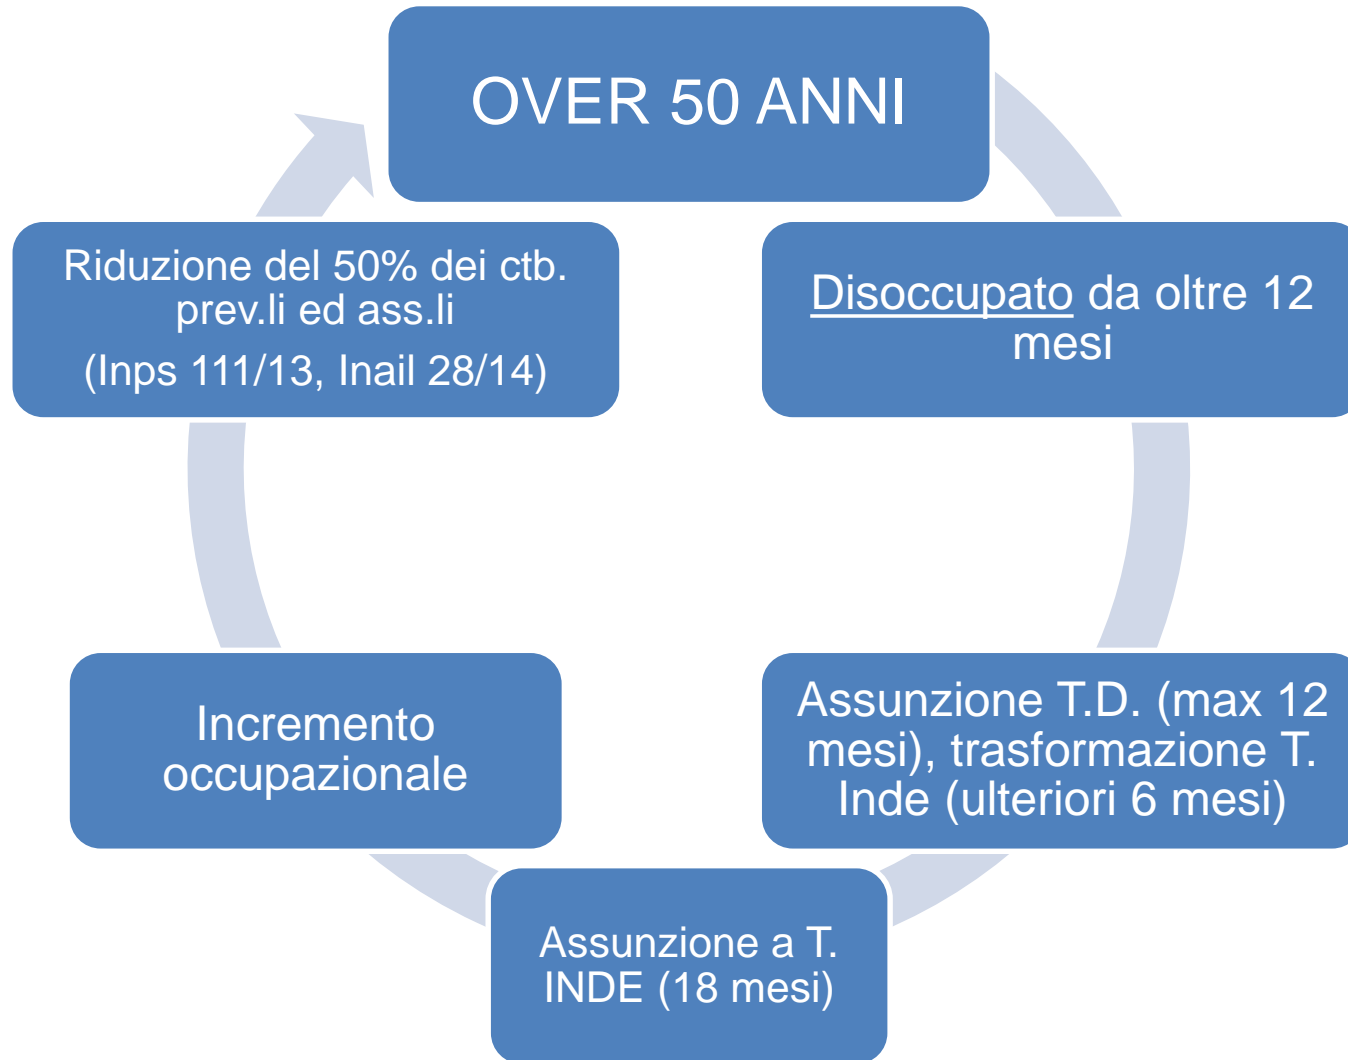 OVER 50 ANNI
Disoccupato da oltre 12
mesi
Assunzione T.D. (max 12
mesi), trasformazione T.
Inde (ulteriori 6 mesi)
Assunzione a T.
INDE (18 mesi)
Incremento
occupazionale
Riduzione del 50% dei ctb.
prev.li ed ass.li
(Inps 111/13, Inail 28/14)